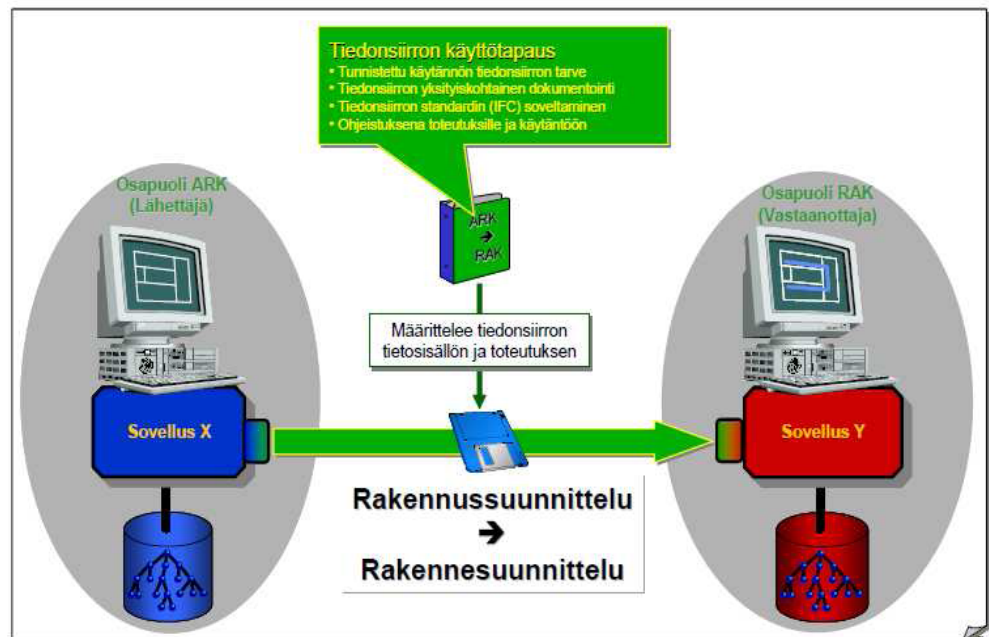 Tiedonsiirron käyttötapaus
• Tunnistettu käytännön tiedonsiirron tarve
• Tiedonsiirron yksityiskohtainen dokumentointi
• Tiedonsiirron standardin (IFC) soveltaminen
• Ohjeistuksena toteutuksille ja käytäntöön
Osapuoli ARK
(Lähettäjä)
ARK
➔
RAK
Osapuoli RAK
(Vastaanottaja)
Määrittelee tiedonsiirron
tietosisällön ja toteutuksen
Sovellus X
Sovellus Y
Rakennussuunnittelu
➔
Rakennesuunnittelu